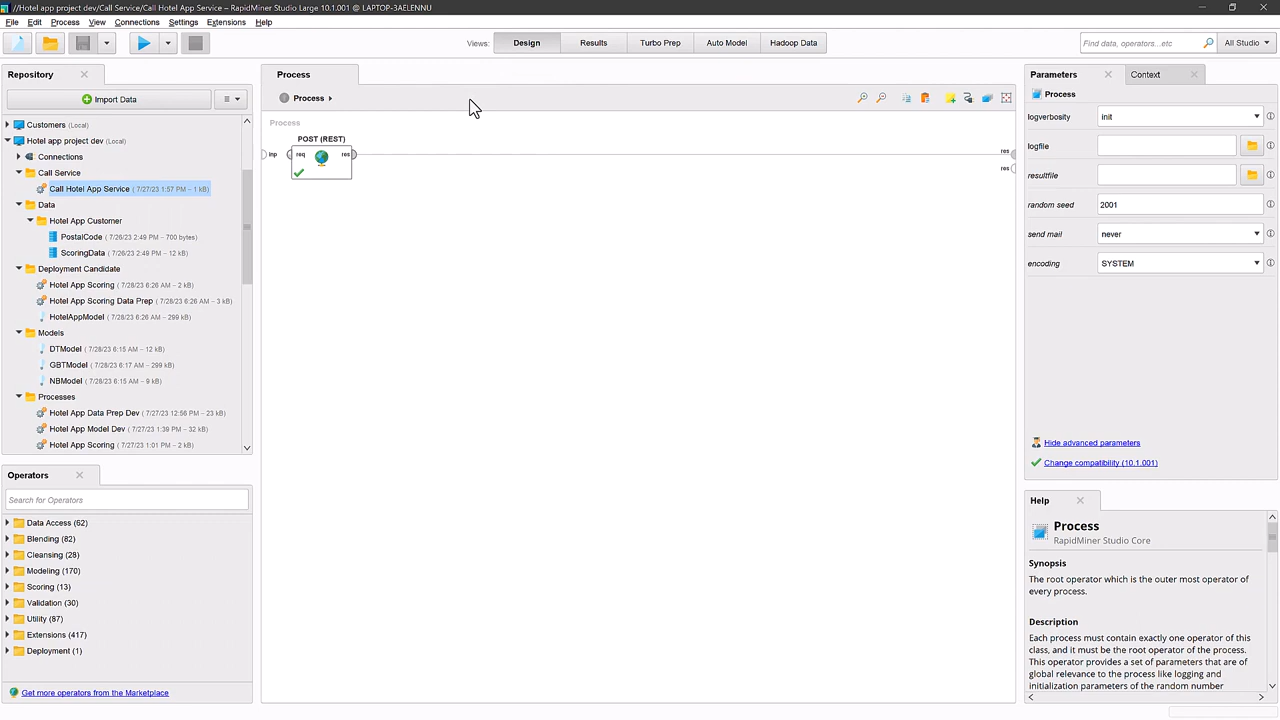 //Hotel app project dev/Call Service/Call Hotel App Service – RapidMiner Studio Large 10.1.001 @ LAPTOP-3AELENNU
File Edit Process View Connections Settings Extensions Help
Views: Design Results Turbo Prep Auto Model Hadoop Data
Find data, operators...etc All Studio
Repository
Import Data
Customers (Local)
Hotel app project dev (Local)
Connections
Call Service
Call Hotel App Service (7/27/23 1:57 PM – 1 kB)
Data
Hotel App Customer
PostalCode (7/26/23 2:49 PM – 700 bytes)
ScoringData (7/26/23 2:49 PM – 12 kB)
Deployment Candidate
Hotel App Scoring (7/28/23 6:26 AM – 2 kB)
Hotel App Scoring Data Prep (7/28/23 6:26 AM – 3 kB)
HotelAppModel (7/28/23 6:26 AM – 299 kB)
Models
DTModel (7/28/23 6:15 AM – 12 kB)
GBTModel (7/28/23 6:17 AM – 299 kB)
NBModel (7/28/23 6:15 AM – 9 kB)
Processes
Hotel App Data Prep Dev (7/27/23 12:56 PM – 23 kB)
Hotel App Model Dev (7/27/23 1:39 PM – 32 kB)
Hotel App Scoring (7/27/23 1:01 PM – 2 kB)
Operators
Search for Operators
Data Access (62)
Blending (82)
Cleansing (28)
Modeling (170)
Scoring (13)
Validation (30)
Utility (87)
Extensions (417)
Deployment (1)
Get more operators from the Marketplace
Process
Process
Process
POST (REST)
inp req res res
res
Parameters Context
Process
logverbosity init
logfile
resultfile
random seed 2001
send mail never
encoding SYSTEM
Hide advanced parameters
Change compatibility (10.1.001)
Help
Process
RapidMiner Studio Core
Synopsis
The root operator which is the outer most operator of
every process.
Description
Each process must contain exactly one operator of this
class, and it must be the root operator of the process.
This operator provides a set of parameters that are of
global relevance to the process like logging and
initialization parameters of the random number